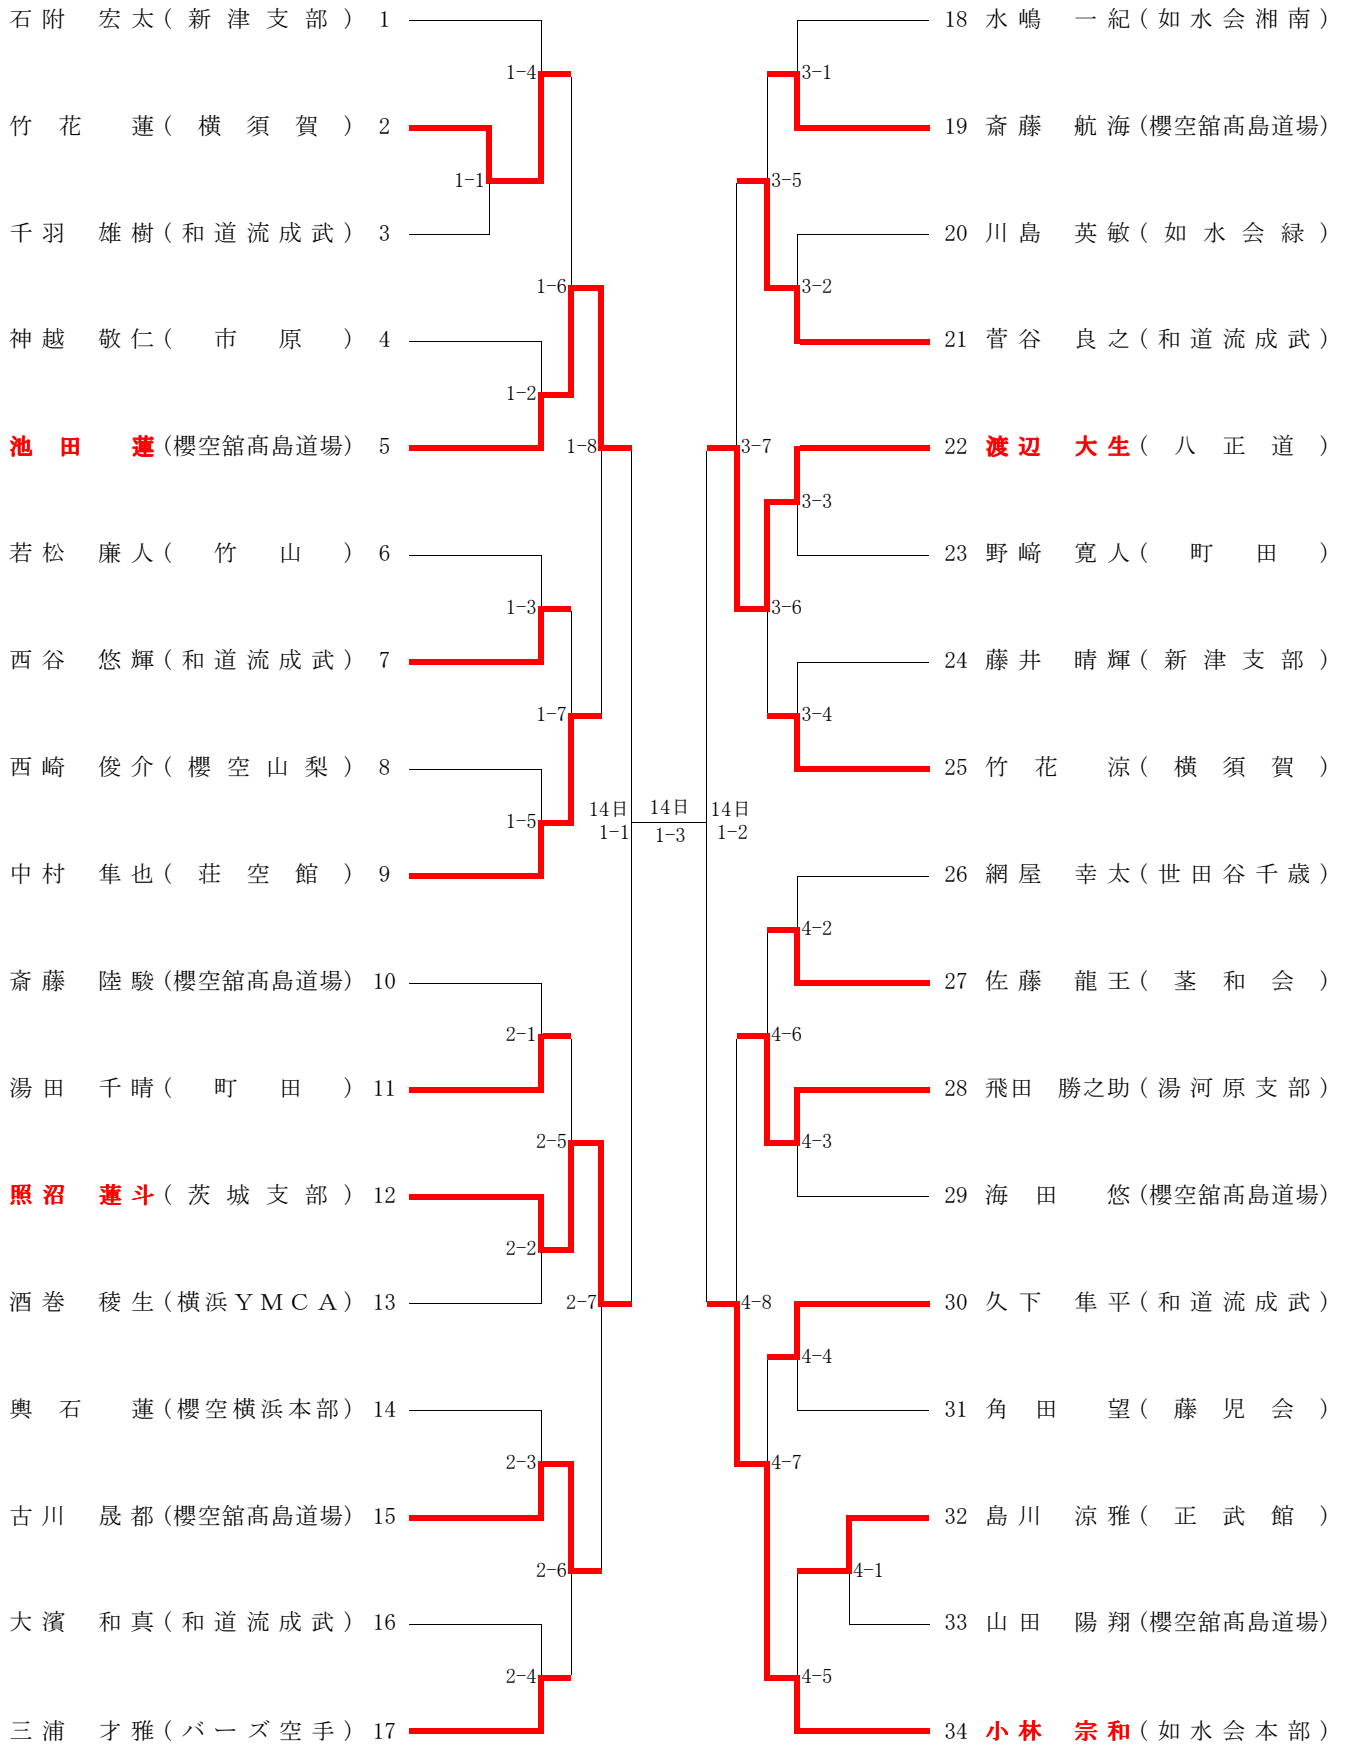 石附 宏太 (新津支部) 1
1-4
竹花 蓮 (横須賀) 2
1-1
千羽 雄樹 (和道流成武) 3
1-6
神越 敬仁 (市原) 4
1-2
池田 蓮 (櫻空舘髙島道場) 5
1-8
若松 廉人 (竹山) 6
1-3
西谷 悠輝 (和道流成武) 7
1-7
西崎 俊介 (櫻空山梨) 8
1-5
中村 隼也 (荘空館) 9
斎藤 陸駿 (櫻空舘髙島道場) 10
2-1
湯田 千晴 (町田) 11
2-5
照沼 蓮斗 (茨城支部) 12
2-2
酒巻 稜生 (横浜YMCA) 13
2-7
輿石 蓮 (櫻空横浜本部) 14
2-3
古川 晟都 (櫻空舘髙島道場) 15
2-6
大濱 和真 (和道流成武) 16
2-4
三浦 才雅 (バーズ空手) 17
14日
1-1
14日
1-3
14日
1-2
18 水嶋 一紀 (如水会湘南)
3-1
19 斎藤 航海 (櫻空舘髙島道場)
3-5
20 川島 英敏 (如水会緑)
3-2
21 菅谷 良之 (和道流成武)
3-7
22 渡辺 大生 (八正道)
3-3
23 野﨑 寛人 (町田)
3-6
24 藤井 晴輝 (新津支部)
3-4
25 竹花 涼 (横須賀)
26 網屋 幸太 (世田谷千歳)
4-2
27 佐藤 龍王 (茎和会)
4-6
28 飛田 勝之助 (湯河原支部)
4-3
29 海田 悠 (櫻空舘髙島道場)
4-8
30 久下 隼平 (和道流成武)
4-4
31 角田 望 (藤児会)
4-7
32 島川 涼雅 (正武館)
4-1
33 山田 陽翔 (櫻空舘髙島道場)
4-5
34 小林 宗和 (如水会本部)